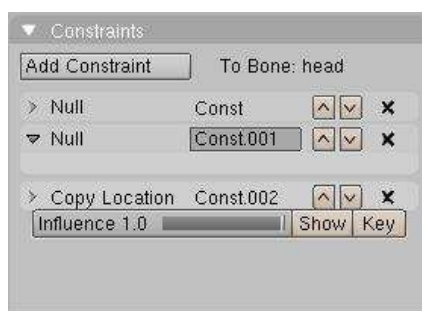 Constraints
Add Constraint To Bone: head
Null Const
Null Const.001
Copy Location Const.002
Influence 1.0 Show Key